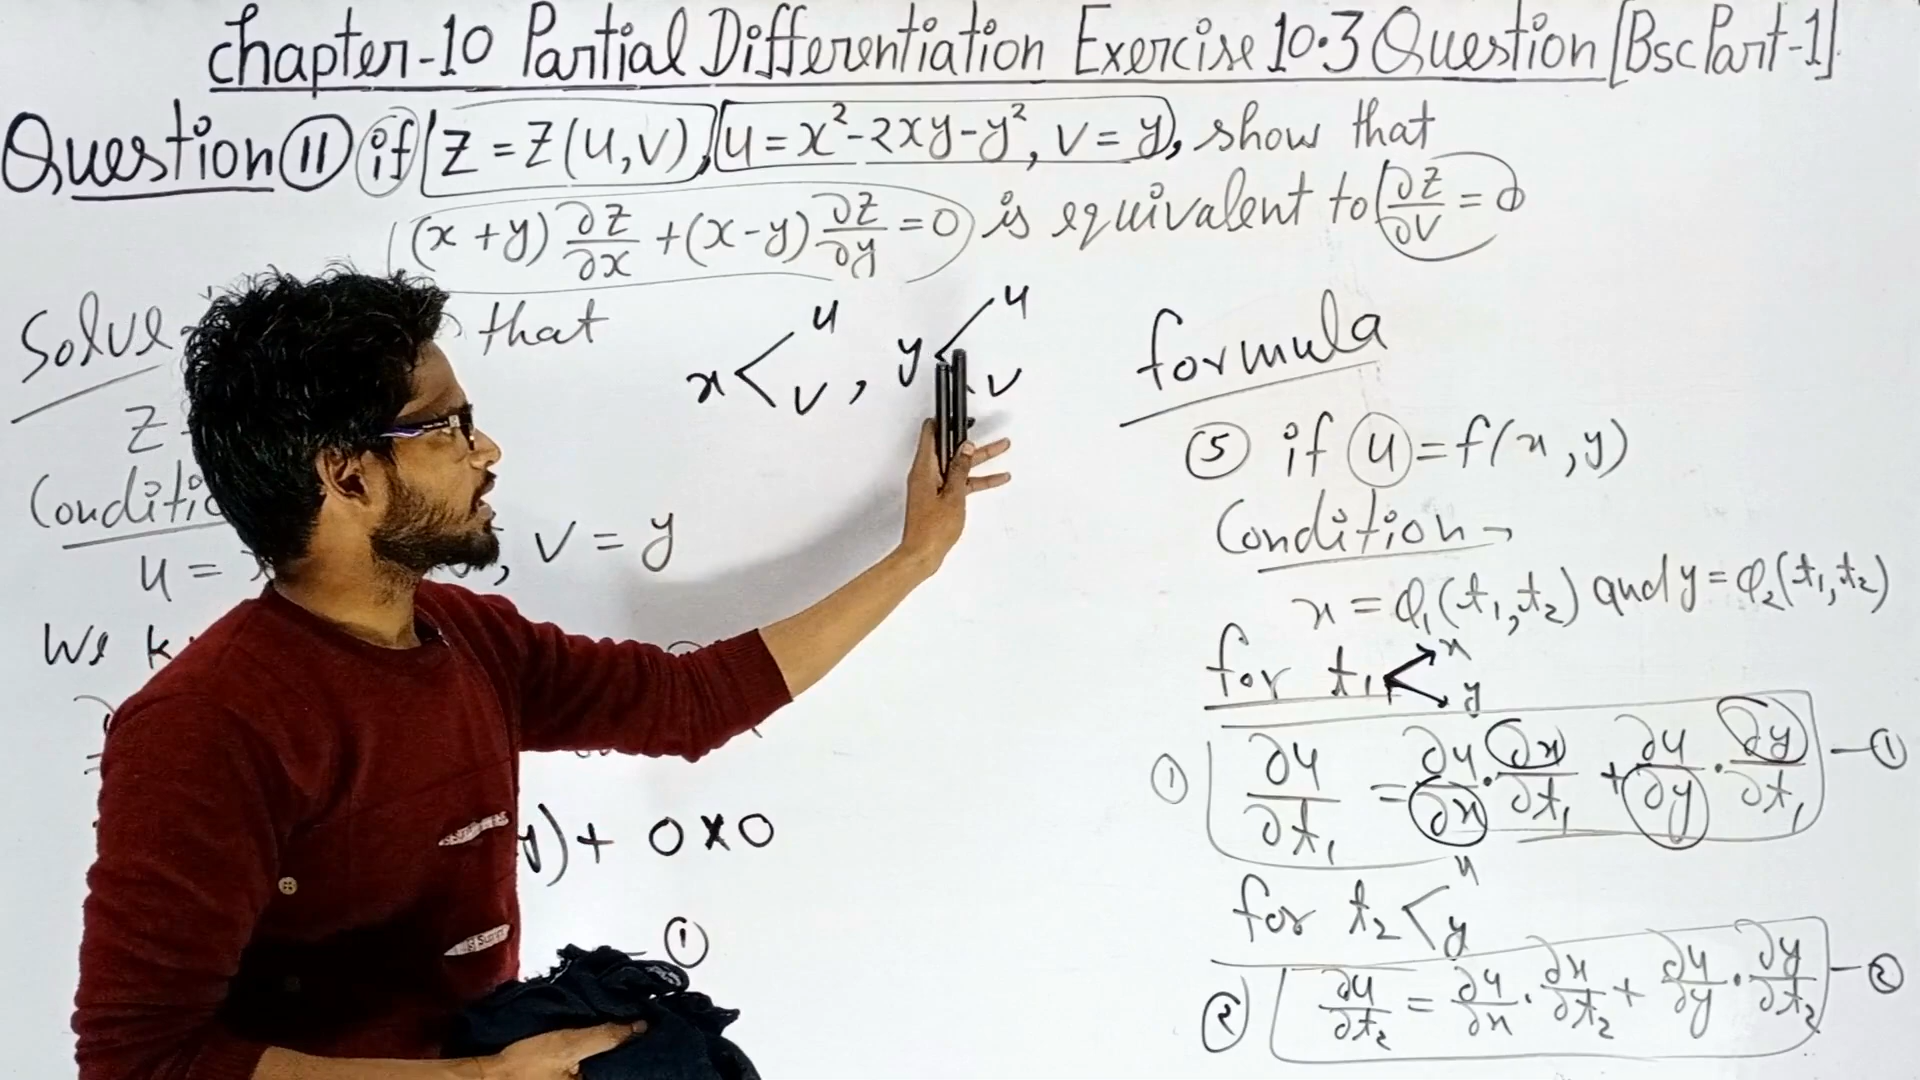 Chapter-10 Partial Differentiation Exercise 10.3 Question [Bsc Part-1]
Question ⑪ if Z = Z(u,v), u = x²-2xy-y², v = y, show that
(x+y) ∂z/∂x + (x-y) ∂z/∂y = 0 is equivalent to ∂z/∂v = 0
Solve that
x < u v , y < u v
Z
u = , v = y
We
y) + 0×0
①
formula
⑤ if u = f(x,y)
Condition
x = φ₁(t₁,t₂) and y = φ₂(t₁,t₂)
for t₁ < x y
① ∂u/∂t₁ = ∂u/∂x · ∂x/∂t₁ + ∂u/∂y · ∂y/∂t₁ — ①
for t₂ < x y
② ∂u/∂t₂ = ∂u/∂x · ∂x/∂t₂ + ∂u/∂y · ∂y/∂t₂ — ②